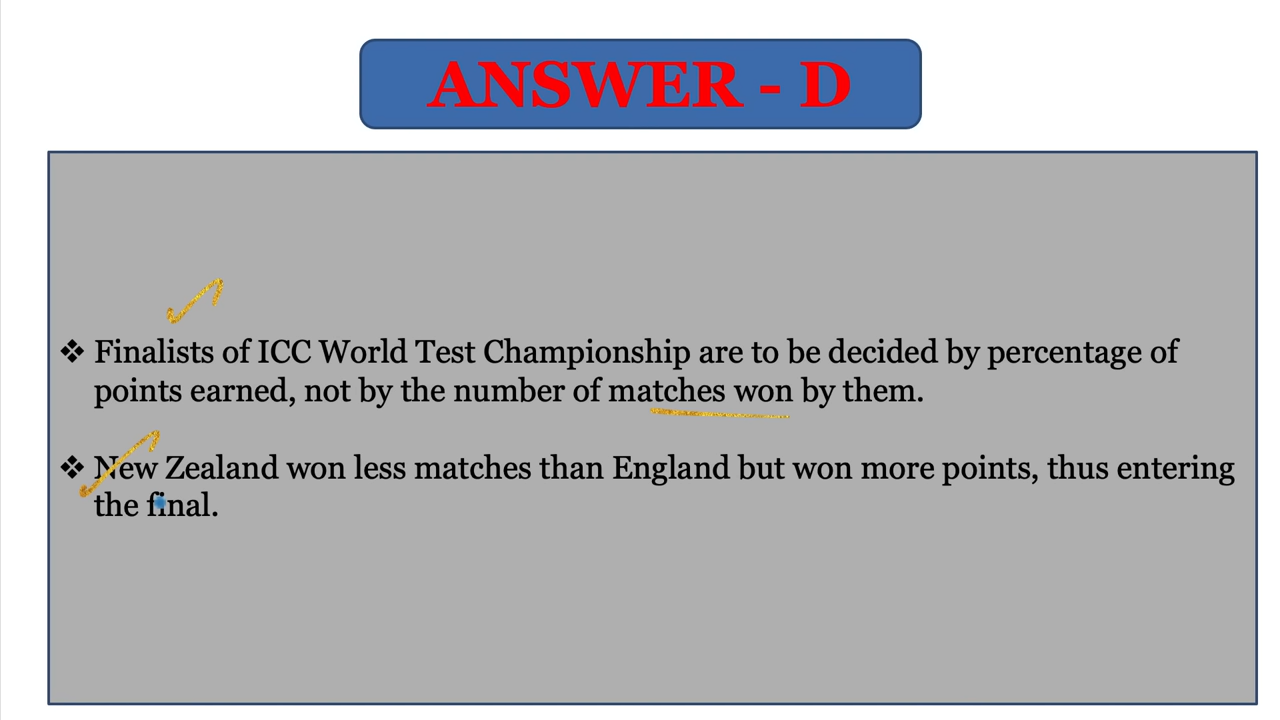 ANSWER - D
❖ Finalists of ICC World Test Championship are to be decided by percentage of
points earned, not by the number of matches won by them.
❖ New Zealand won less matches than England but won more points, thus entering
the final.